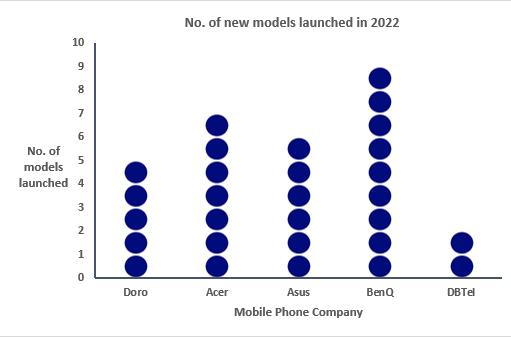 No. of new models launched in 2022
10
9
8
7
6
5
4
3
2
1
0
No. of
models
launched
Doro Acer Asus BenQ DBTel
Mobile Phone Company